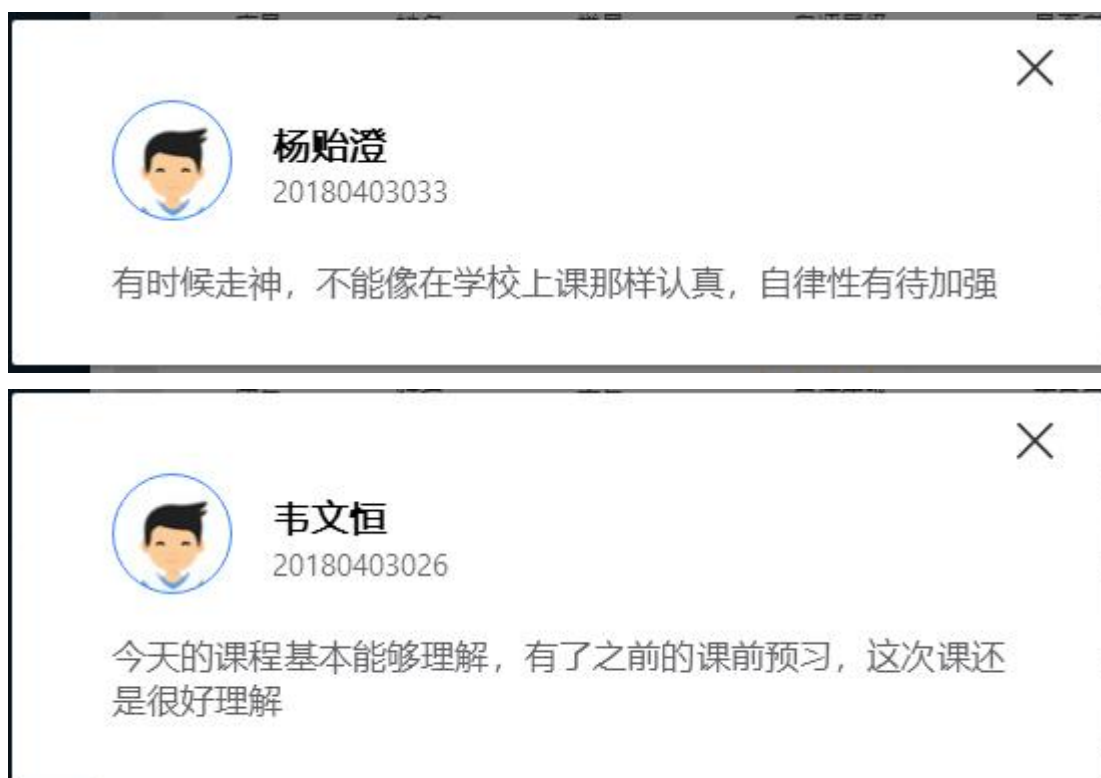 杨贻澄
20180403033
有时候走神，不能像在学校上课那样认真，自律性有待加强
韦文恒
20180403026
今天的课程基本能够理解，有了之前的课前预习，这次课还
是很好理解